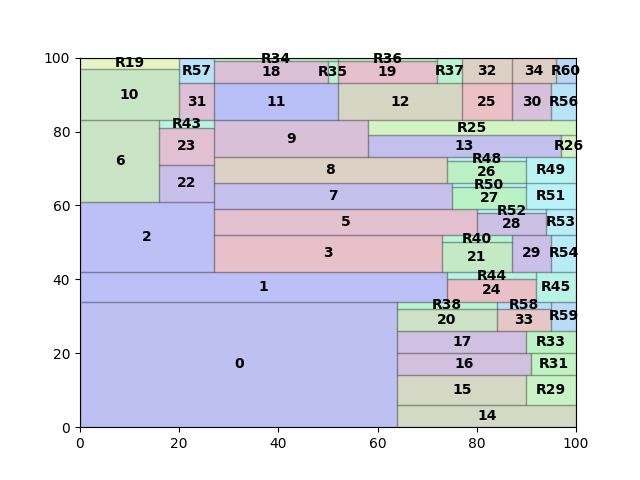 100
R19 R57 R34 R36 R37 32 34 R60
18 R35 19
10 31 11 12 25 30 R56
80
R43 R25
6 23 9 13 R26
R48
22 8 26 R49
R50
7 27 R51
60
R52
2 5 28 R53
R40
3 21 29 R54
40
R44
1 24 R45
R38 R58
20 33 R59
17 R33
20
0 16 R31
15 R29
14
0
0 20 40 60 80 100